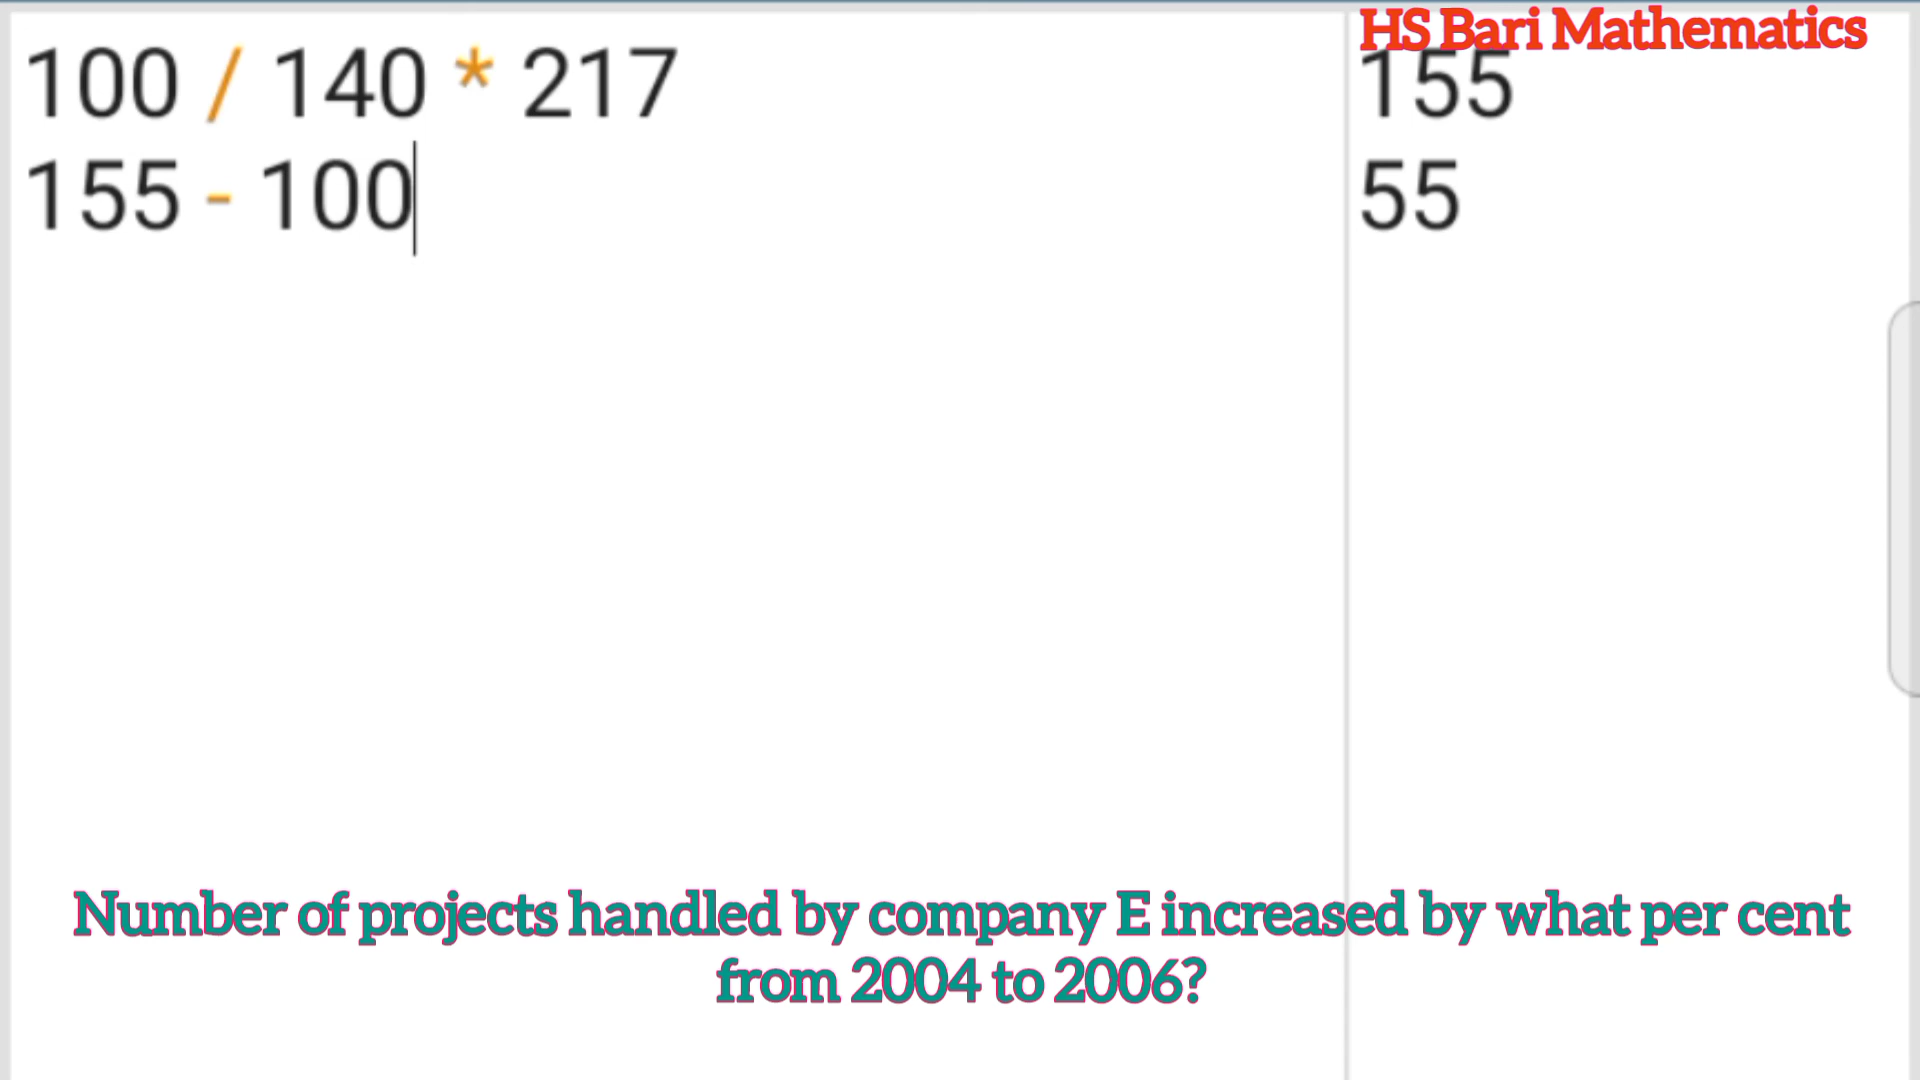 HS Bari Mathematics
100 / 140 * 217
155
155 - 100
55
Number of projects handled by company E increased by what per cent
from 2004 to 2006?